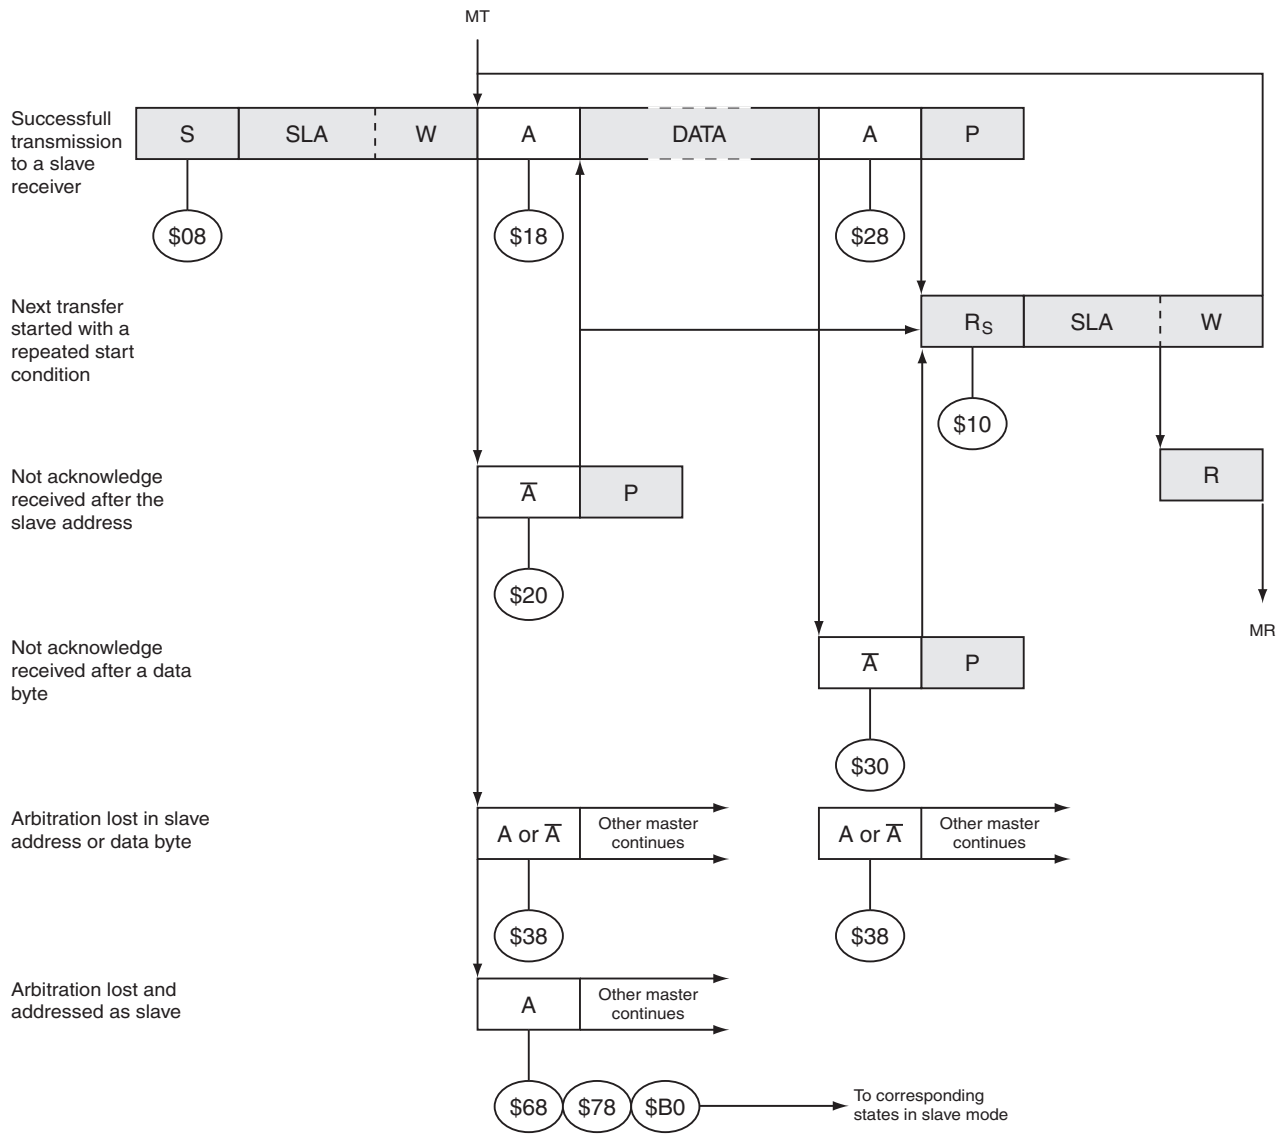 MT
Successfull
transmission
to a slave
receiver
S SLA W A DATA A P
$08 $18 $28
Next transfer
started with a
repeated start
condition
RS SLA W
$10
Not acknowledge
received after the
slave address
A̅ P
R
$20
MR
Not acknowledge
received after a data
byte
A̅ P
$30
Arbitration lost in slave
address or data byte
A or A̅
Other master
continues
A or A̅
Other master
continues
$38 $38
Arbitration lost and
addressed as slave
A
Other master
continues
$68 $78 $B0
To corresponding
states in slave mode